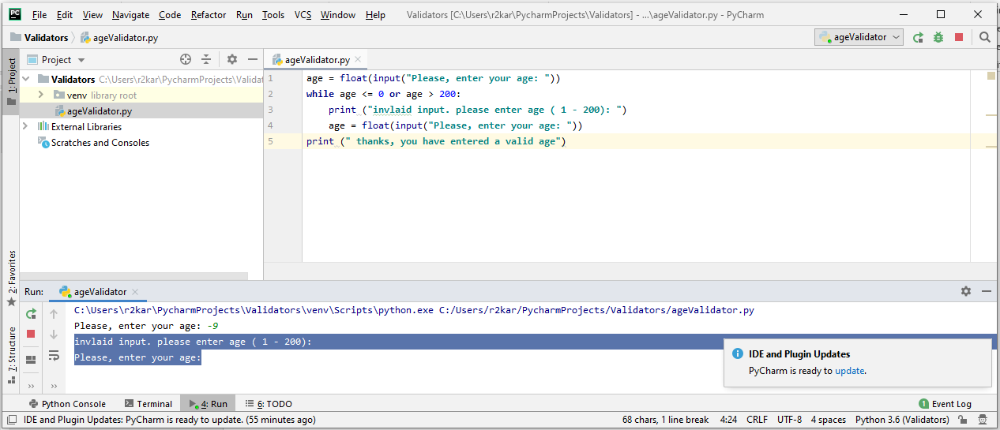 PC File Edit View Navigate Code Refactor Run Tools VCS Window Help Validators [C:\Users\r2kar\PycharmProjects\Validators] - ...\ageValidator.py - PyCharm
Validators ageValidator.py ageValidator
1: Project
Project
ageValidator.py
Validators C:\Users\r2kar\PycharmProjects\Validat
venv library root
ageValidator.py
External Libraries
Scratches and Consoles
1 age = float(input("Please, enter your age: "))
2 while age <= 0 or age > 200:
3 print ("invlaid input. please enter age ( 1 - 200): ")
4 age = float(input("Please, enter your age: "))
5 print (" thanks, you have entered a valid age")
2: Favorites
7: Structure
Run: ageValidator
C:\Users\r2kar\PycharmProjects\Validators\venv\Scripts\python.exe C:/Users/r2kar/PycharmProjects/Validators/ageValidator.py
Please, enter your age: -9
invlaid input. please enter age ( 1 - 200):
Please, enter your age:
IDE and Plugin Updates
PyCharm is ready to update.
Python Console Terminal 4: Run 6: TODO 1 Event Log
IDE and Plugin Updates: PyCharm is ready to update. (55 minutes ago) 68 chars, 1 line break 4:24 CRLF UTF-8 4 spaces Python 3.6 (Validators)